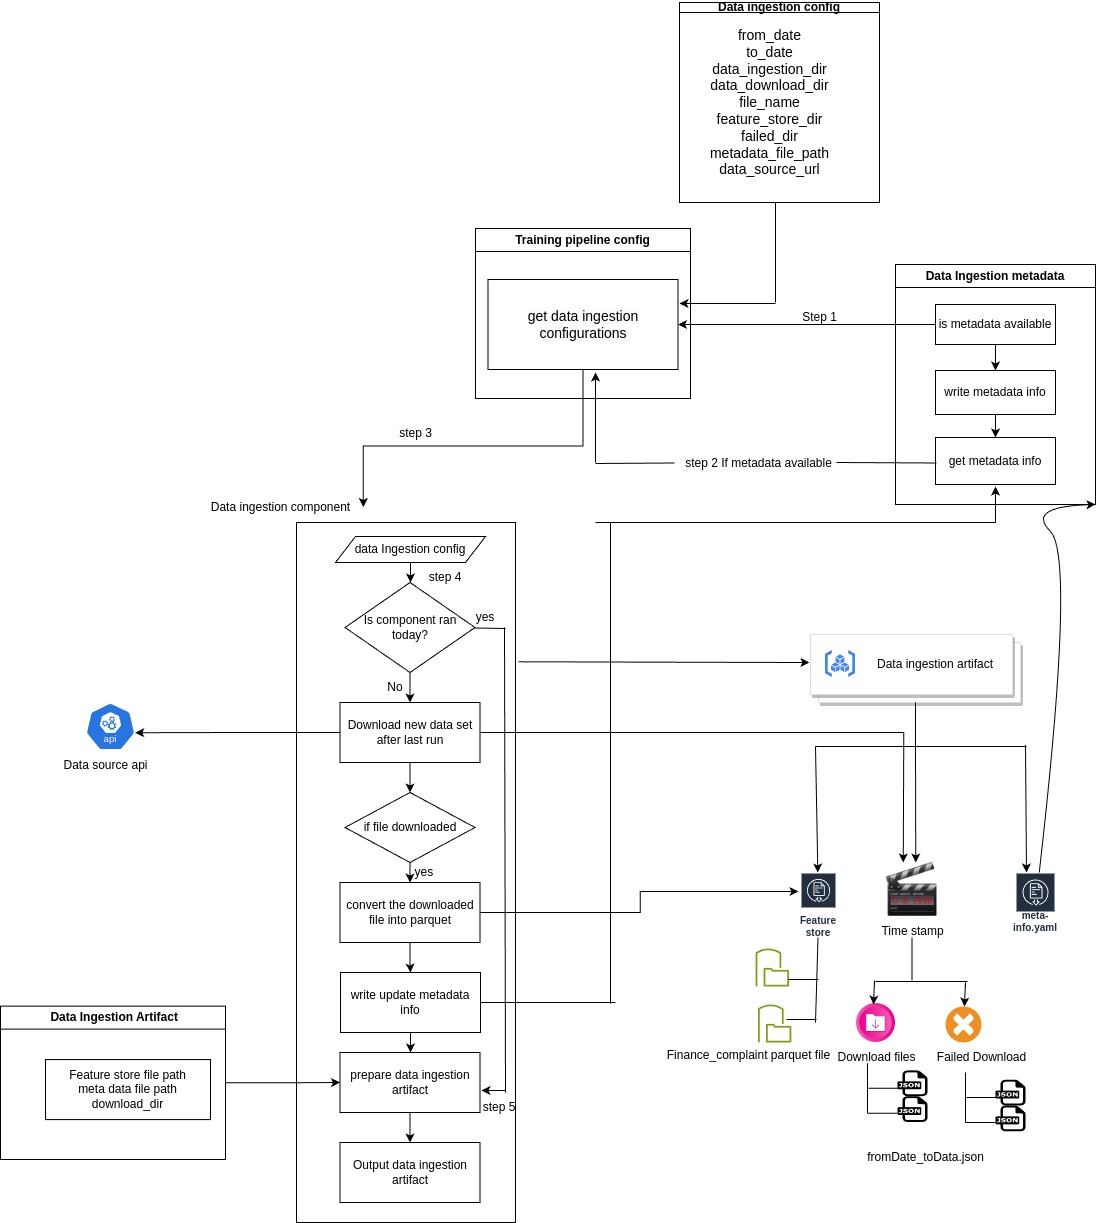 Data ingestion config
from_date
to_date
data_ingestion_dir
data_download_dir
file_name
feature_store_dir
failed_dir
metadata_file_path
data_source_url
Training pipeline config
get data ingestion
configurations
Data Ingestion metadata
is metadata available
write metadata info
get metadata info
Step 1
step 2 If metadata available
step 3
Data ingestion component
data Ingestion config
step 4
Is component ran
today?
yes
No
Download new data set
after last run
api
Data source api
if file downloaded
yes
convert the downloaded
file into parquet
write update metadata
info
prepare data ingestion
artifact
step 5
Output data ingestion
artifact
Data Ingestion Artifact
Feature store file path
meta data file path
download_dir
Data ingestion artifact
Feature
store
Time stamp
meta-
info.yaml
Finance_complaint parquet file
Download files
Failed Download
JSON
JSON
JSON
JSON
fromDate_toData.json